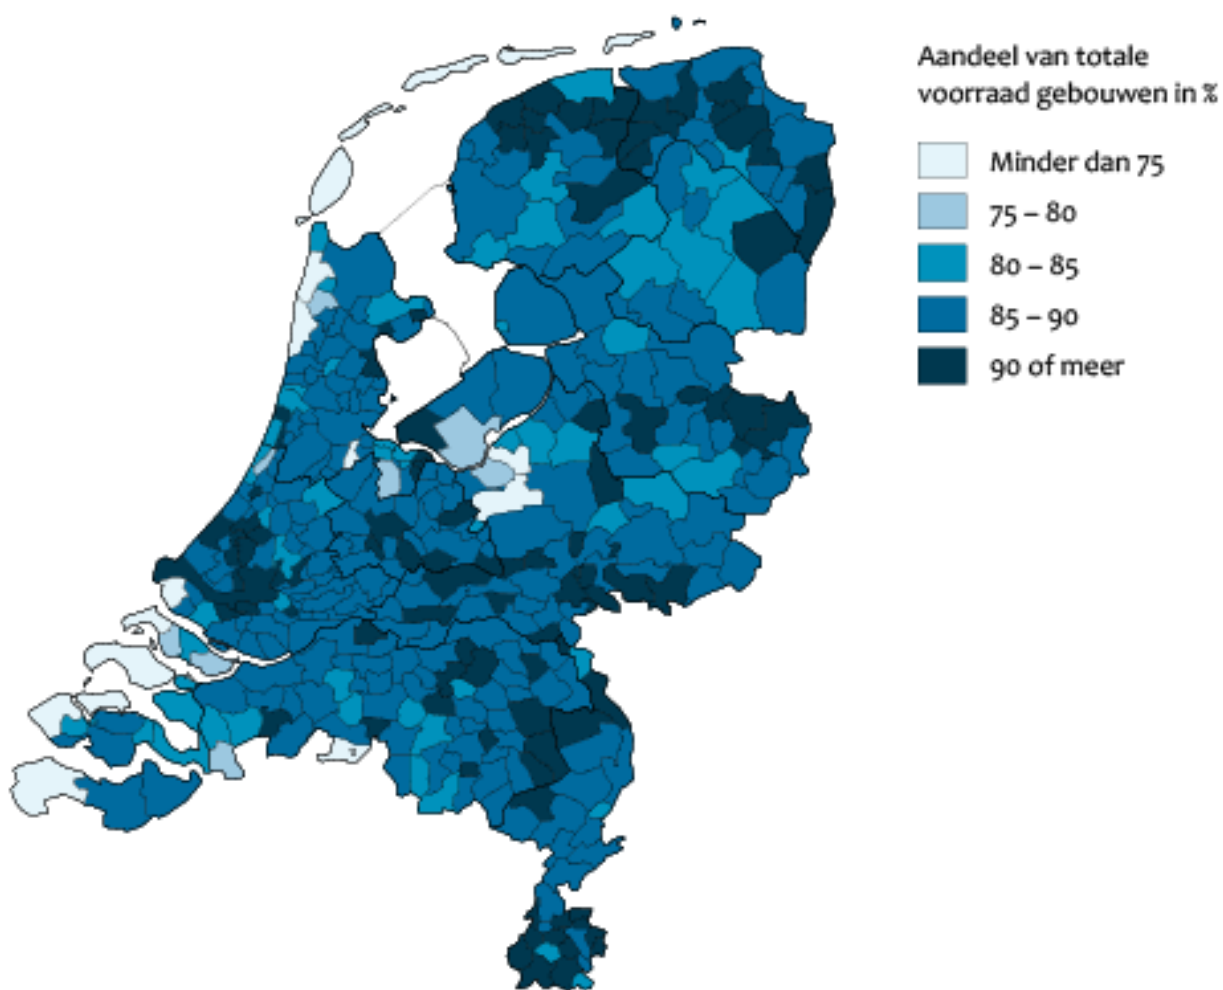 Aandeel van totale
voorraad gebouwen in %
Minder dan 75
75 – 80
80 – 85
85 – 90
90 of meer